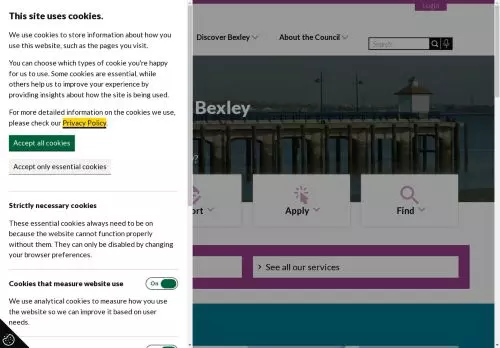 This site uses cookies.
We use cookies to store information about how you
use this website, such as the pages you visit.
You can choose which types of cookie you're happy
for us to use. Some cookies are essential, while
others help us to improve your experience by
providing insights about how the site is being used.
For more detailed information on the cookies we use,
please check our Privacy Policy.
Accept all cookies
Accept only essential cookies
Strictly necessary cookies
These essential cookies always need to be on
because the website cannot function properly
without them. They can only be disabled by changing
your browser preferences.
Cookies that measure website use
On
We use analytical cookies to measure how you use
the website so we can improve it based on user
needs.
Login
Discover Bexley
About the Council
Search
Bexley
Apply
Find
See all our services